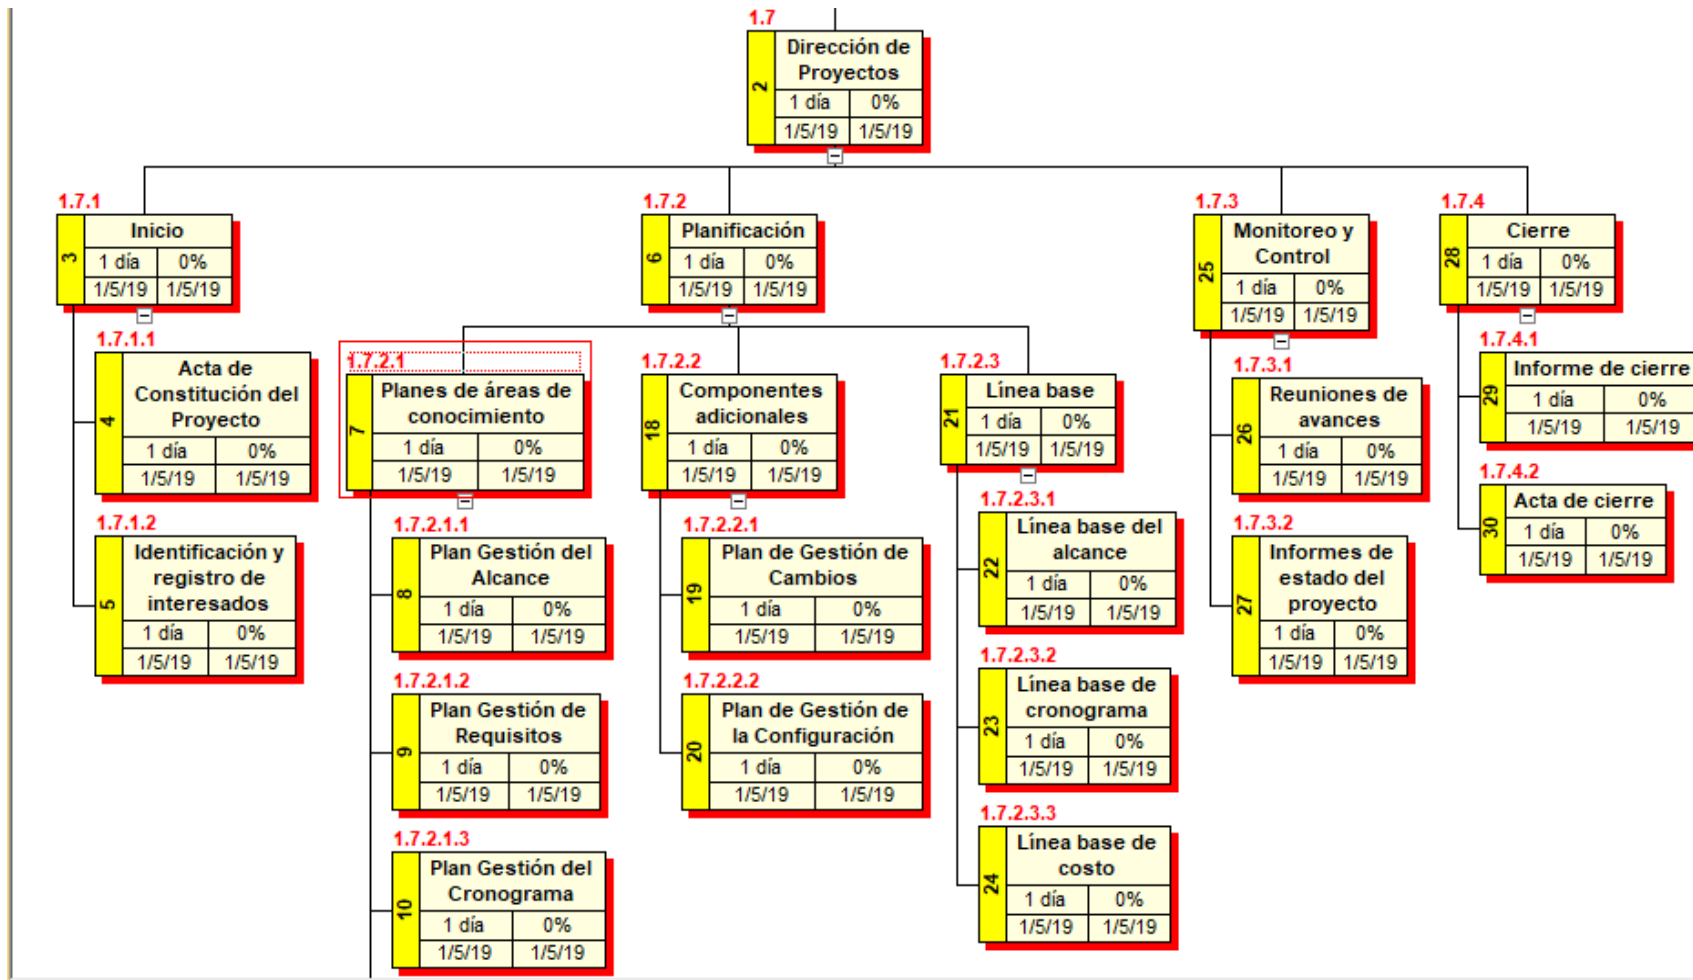 1.7
2
Dirección de
Proyectos
1 día 0%
1/5/19 1/5/19
1.7.1
3
Inicio
1 día 0%
1/5/19 1/5/19
1.7.1.1
4
Acta de
Constitución del
Proyecto
1 día 0%
1/5/19 1/5/19
1.7.1.2
5
Identificación y
registro de
interesados
1 día 0%
1/5/19 1/5/19
1.7.2
6
Planificación
1 día 0%
1/5/19 1/5/19
1.7.2.1
7
Planes de áreas de
conocimiento
1 día 0%
1/5/19 1/5/19
1.7.2.1.1
8
Plan Gestión del
Alcance
1 día 0%
1/5/19 1/5/19
1.7.2.1.2
9
Plan Gestión de
Requisitos
1 día 0%
1/5/19 1/5/19
1.7.2.1.3
10
Plan Gestión del
Cronograma
1 día 0%
1/5/19 1/5/19
1.7.2.2
18
Componentes
adicionales
1 día 0%
1/5/19 1/5/19
1.7.2.2.1
19
Plan de Gestión de
Cambios
1 día 0%
1/5/19 1/5/19
1.7.2.2.2
20
Plan de Gestión de
la Configuración
1 día 0%
1/5/19 1/5/19
1.7.2.3
21
Línea base
1 día 0%
1/5/19 1/5/19
1.7.2.3.1
22
Línea base del
alcance
1 día 0%
1/5/19 1/5/19
1.7.2.3.2
23
Línea base de
cronograma
1 día 0%
1/5/19 1/5/19
1.7.2.3.3
24
Línea base de
costo
1 día 0%
1/5/19 1/5/19
1.7.3
25
Monitoreo y
Control
1 día 0%
1/5/19 1/5/19
1.7.3.1
26
Reuniones de
avances
1 día 0%
1/5/19 1/5/19
1.7.3.2
27
Informes de
estado del
proyecto
1 día 0%
1/5/19 1/5/19
1.7.4
28
Cierre
1 día 0%
1/5/19 1/5/19
1.7.4.1
29
Informe de cierre
1 día 0%
1/5/19 1/5/19
1.7.4.2
30
Acta de cierre
1 día 0%
1/5/19 1/5/19